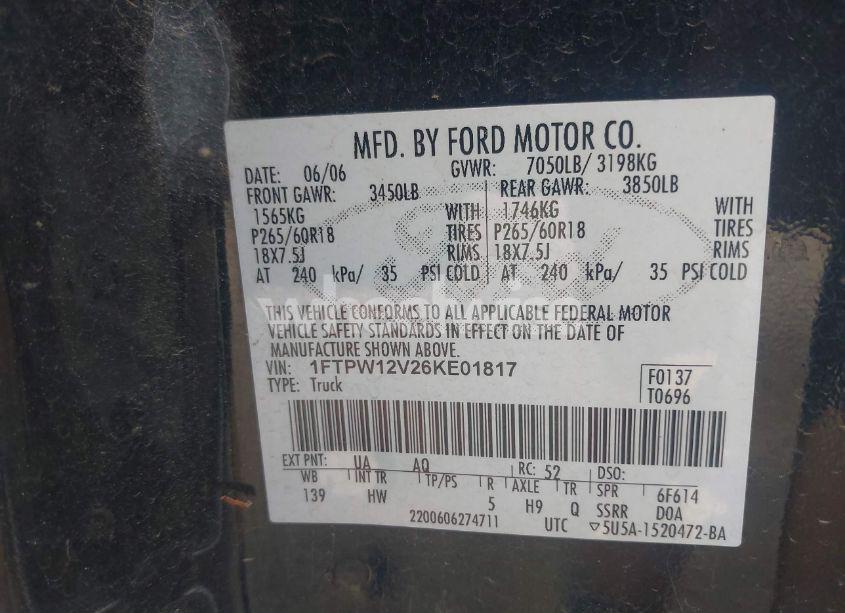 MFD. BY FORD MOTOR CO.
DATE: 06/06 GVWR: 7050LB/ 3198KG
FRONT GAWR: 3450LB REAR GAWR: 3850LB
1565KG WITH 1746KG WITH
P265/60R18 TIRES P265/60R18 TIRES
18X7.5J RIMS 18X7.5J RIMS
AT 240 kPa/ 35 PSI COLD AT 240 kPa/ 35 PSI COLD
THIS VEHICLE CONFORMS TO ALL APPLICABLE FEDERAL MOTOR
VEHICLE SAFETY STANDARDS IN EFFECT ON THE DATE OF
MANUFACTURE SHOWN ABOVE.
VIN: 1FTPW12V26KE01817
TYPE: Truck
F0137
T0696
EXT PNT: UA AQ RC: 52 DSO:
WB INT TR TP/PS R AXLE TR SPR 6F614
139 HW 5 H9 Q SSRR DOA
2200606274711 UTC ▽5U5A-1520472-BA